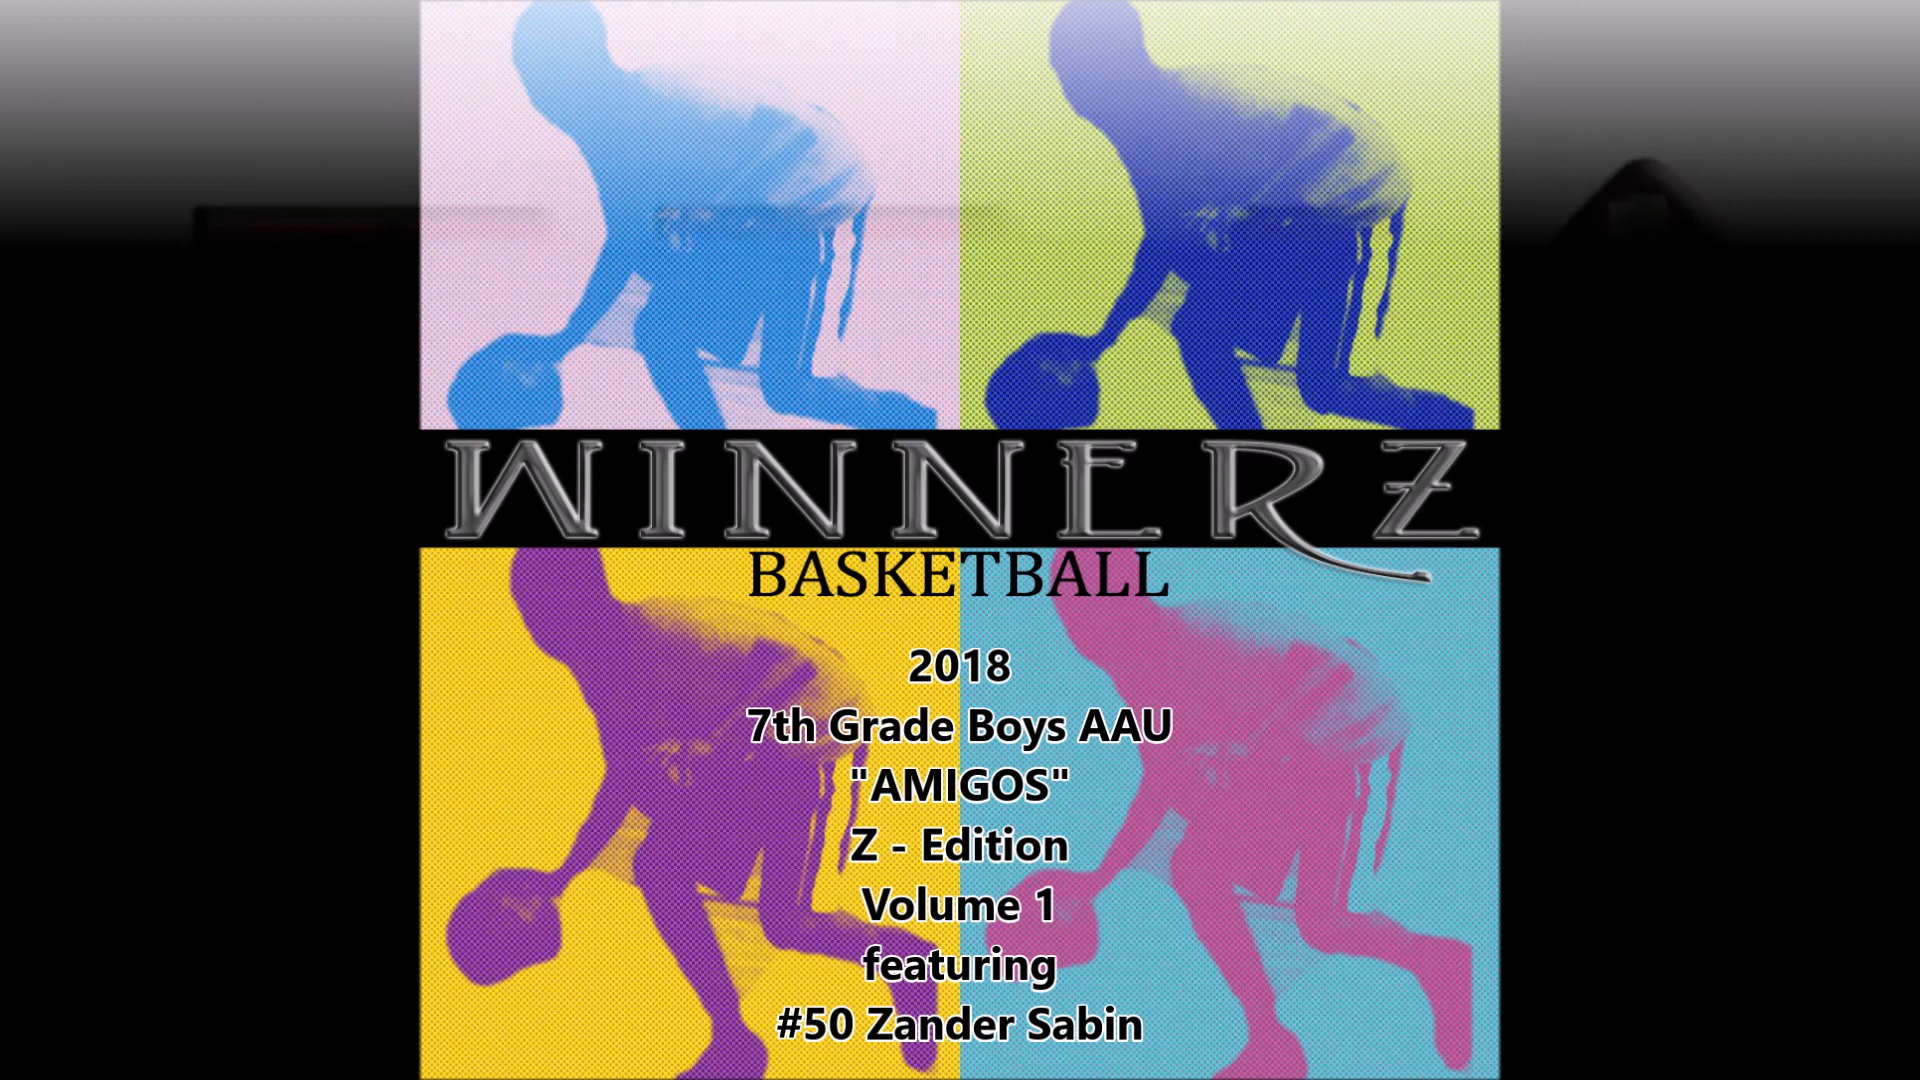 WINNERZ
BASKETBALL
2018
7th Grade Boys AAU
"AMIGOS"
Z - Edition
Volume 1
featuring
#50 Zander Sabin